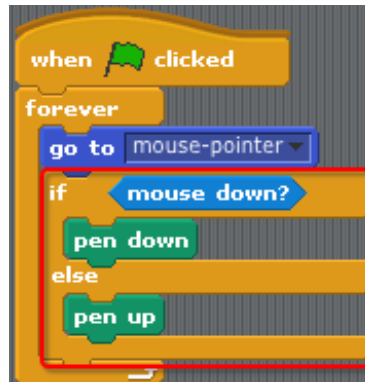 when clicked
forever
go to mouse-pointer
if mouse down?
pen down
else
pen up